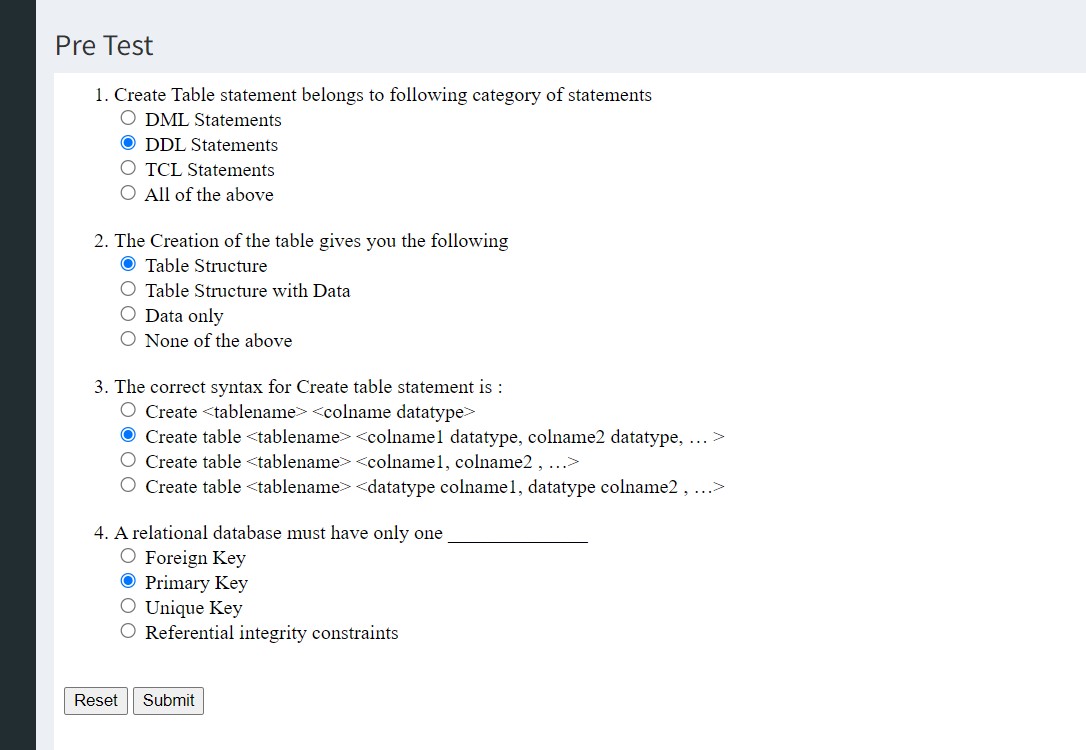 Pre Test
1. Create Table statement belongs to following category of statements
DML Statements
DDL Statements
TCL Statements
All of the above
2. The Creation of the table gives you the following
Table Structure
Table Structure with Data
Data only
None of the above
3. The correct syntax for Create table statement is :
Create <tablename> <colname datatype>
Create table <tablename> <colname1 datatype, colname2 datatype, … >
Create table <tablename> <colname1, colname2 , …>
Create table <tablename> <datatype colname1, datatype colname2 , …>
4. A relational database must have only one ______________
Foreign Key
Primary Key
Unique Key
Referential integrity constraints
Reset Submit